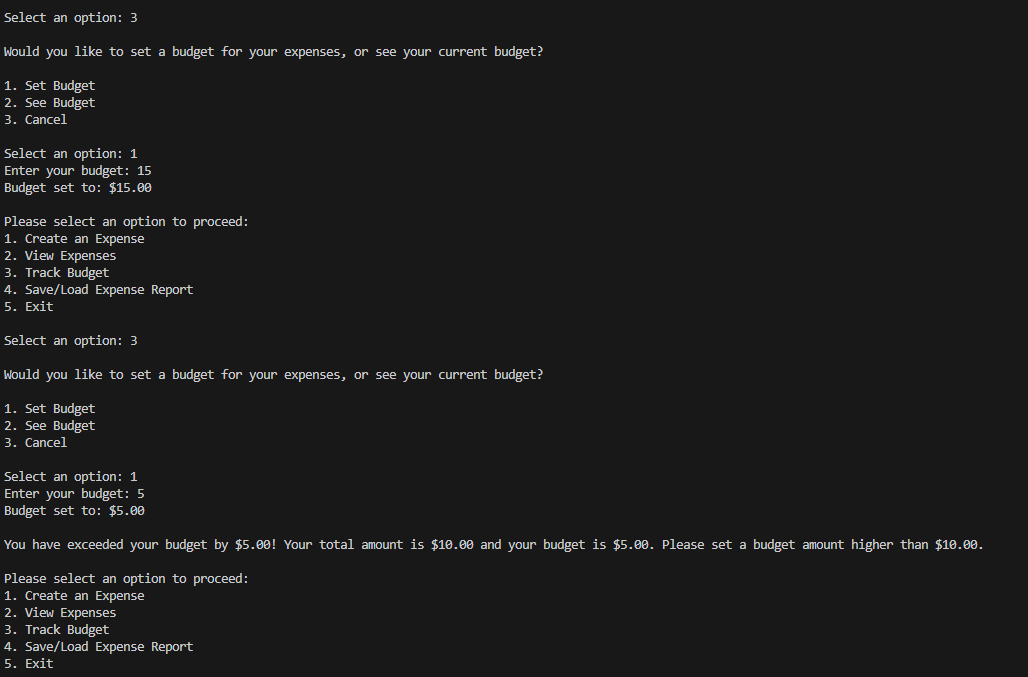 Select an option: 3
Would you like to set a budget for your expenses, or see your current budget?
1. Set Budget
2. See Budget
3. Cancel
Select an option: 1
Enter your budget: 15
Budget set to: $15.00
Please select an option to proceed:
1. Create an Expense
2. View Expenses
3. Track Budget
4. Save/Load Expense Report
5. Exit
Select an option: 3
Would you like to set a budget for your expenses, or see your current budget?
1. Set Budget
2. See Budget
3. Cancel
Select an option: 1
Enter your budget: 5
Budget set to: $5.00
You have exceeded your budget by $5.00! Your total amount is $10.00 and your budget is $5.00. Please set a budget amount higher than $10.00.
Please select an option to proceed:
1. Create an Expense
2. View Expenses
3. Track Budget
4. Save/Load Expense Report
5. Exit